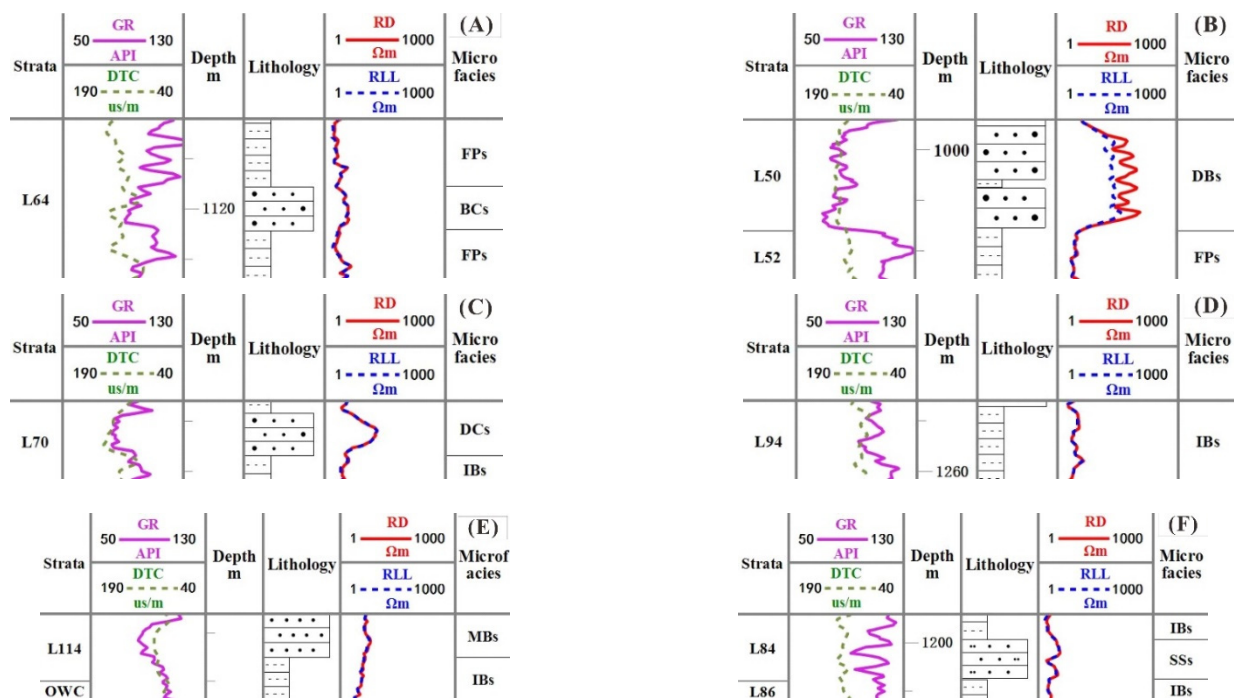 (A)
GR
50 130
API
DTC
190 40
us/m
Strata
Depth
m
Lithology
RD
1 1000
Ωm
RLL
1 1000
Ωm
Micro
facies
L64
1120
FPs
BCs
FPs
(B)
GR
50 130
API
DTC
190 40
us/m
Strata
Depth
m
Lithology
RD
1 1000
Ωm
RLL
1 1000
Ωm
Micro
facies
L50
L52
1000
DBs
FPs
(C)
GR
50 130
API
DTC
190 40
us/m
Strata
Depth
m
Lithology
RD
1 1000
Ωm
RLL
1 1000
Ωm
Micro
facies
L70
DCs
IBs
(D)
GR
50 130
API
DTC
190 40
us/m
Strata
Depth
m
Lithology
RD
1 1000
Ωm
RLL
1 1000
Ωm
Micro
facies
L94
1260
IBs
(E)
GR
50 130
API
DTC
190 40
us/m
Strata
Depth
m
Lithology
RD
1 1000
Ωm
RLL
1 1000
Ωm
Microf
acies
L114
OWC
MBs
IBs
(F)
GR
50 130
API
DTC
190 40
us/m
Strata
Depth
m
Lithology
RD
1 1000
Ωm
RLL
1 1000
Ωm
Micro
facies
L84
L86
1200
IBs
SSs
IBs